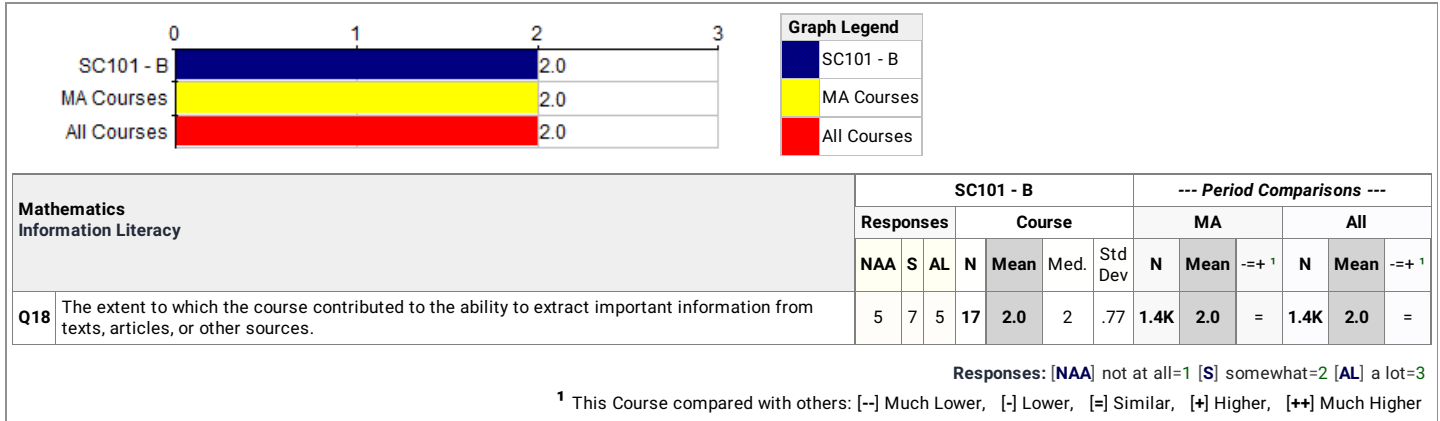 0 1 2 3
SC101 - B 2.0
MA Courses 2.0
All Courses 2.0
Graph Legend
SC101 - B
MA Courses
All Courses
Mathematics
Information Literacy
SC101 - B --- Period Comparisons ---
Responses Course MA All
NAA S AL N Mean Med. Std Dev N Mean -=+ ¹ N Mean -=+ ¹
Q18 The extent to which the course contributed to the ability to extract important information from
texts, articles, or other sources.
5 7 5 17 2.0 2 .77 1.4K 2.0 = 1.4K 2.0 =
Responses: [NAA] not at all=1 [S] somewhat=2 [AL] a lot=3
¹ This Course compared with others: [--] Much Lower, [-] Lower, [=] Similar, [+] Higher, [++] Much Higher